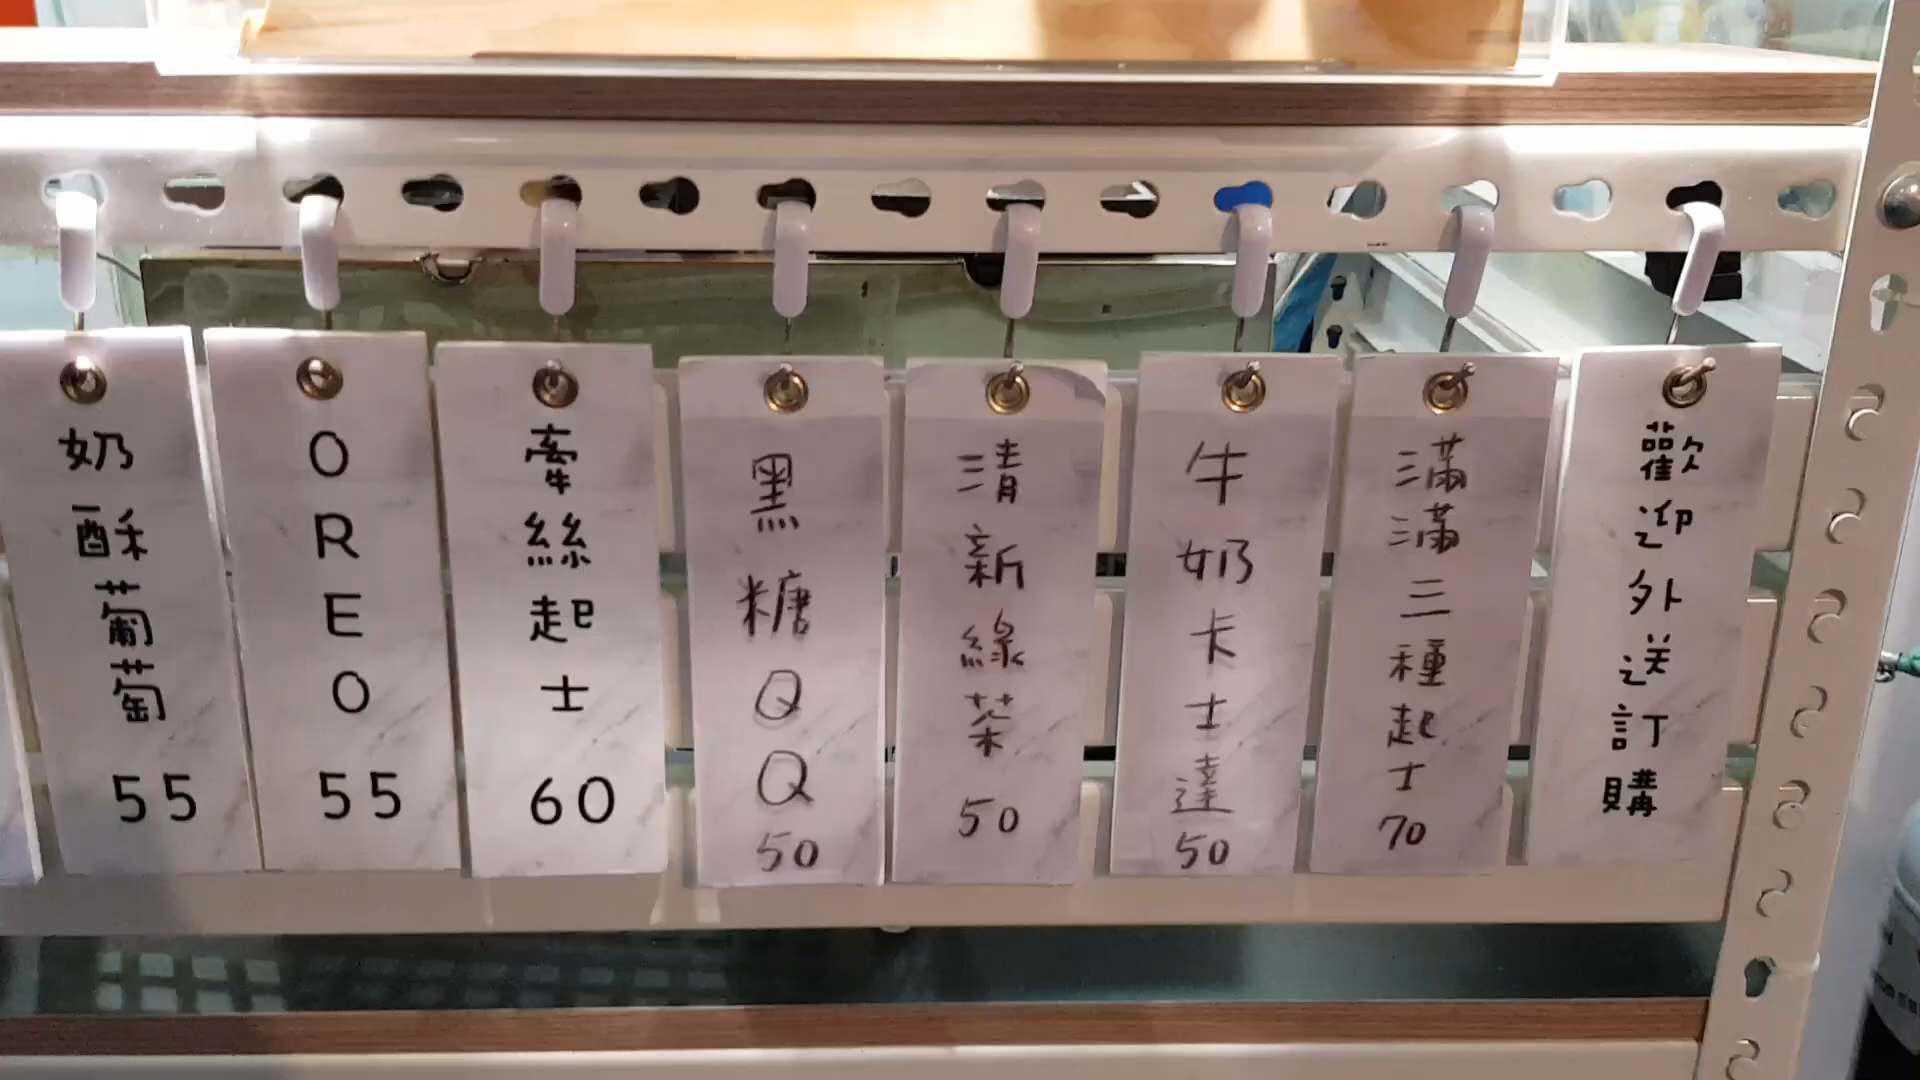 奶酥葡萄 55
OREO 55
牽絲起士 60
黑糖QQ 50
清新綠茶 50
牛奶卡士達 50
滿滿三種起士 70
歡迎外送訂購